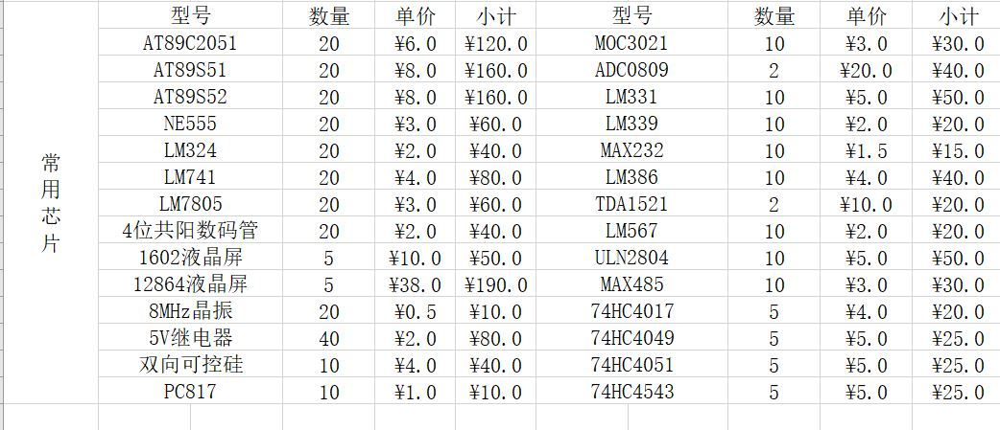 型号 数量 单价 小计 型号 数量 单价 小计
AT89C2051 20 ¥6.0 ¥120.0 MOC3021 10 ¥3.0 ¥30.0
AT89S51 20 ¥8.0 ¥160.0 ADC0809 2 ¥20.0 ¥40.0
AT89S52 20 ¥8.0 ¥160.0 LM331 10 ¥5.0 ¥50.0
NE555 20 ¥3.0 ¥60.0 LM339 10 ¥2.0 ¥20.0
LM324 20 ¥2.0 ¥40.0 MAX232 10 ¥1.5 ¥15.0
LM741 20 ¥4.0 ¥80.0 LM386 10 ¥4.0 ¥40.0
LM7805 20 ¥3.0 ¥60.0 TDA1521 2 ¥10.0 ¥20.0
4位共阳数码管 20 ¥2.0 ¥40.0 LM567 10 ¥2.0 ¥20.0
1602液晶屏 5 ¥10.0 ¥50.0 ULN2804 10 ¥5.0 ¥50.0
12864液晶屏 5 ¥38.0 ¥190.0 MAX485 10 ¥3.0 ¥30.0
8MHz晶振 20 ¥0.5 ¥10.0 74HC4017 5 ¥4.0 ¥20.0
5V继电器 40 ¥2.0 ¥80.0 74HC4049 5 ¥5.0 ¥25.0
双向可控硅 10 ¥4.0 ¥40.0 74HC4051 5 ¥5.0 ¥25.0
PC817 10 ¥1.0 ¥10.0 74HC4543 5 ¥5.0 ¥25.0
常用芯片